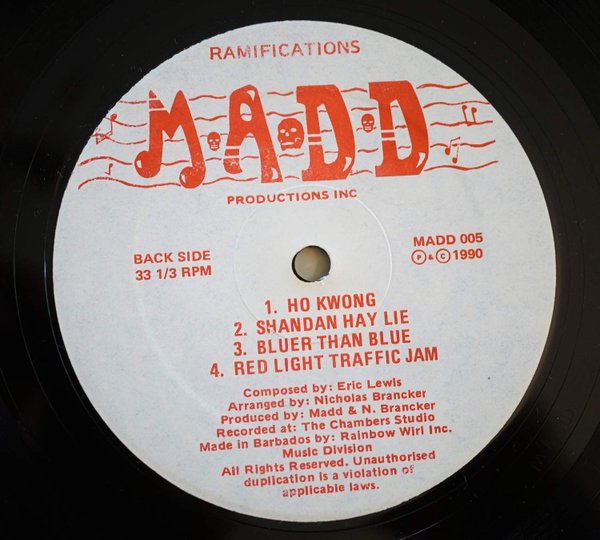 RAMIFICATIONS
M.A.D.D
PRODUCTIONS INC
BACK SIDE
33 1/3 RPM
MADD 005
Ⓟ & Ⓒ 1990
1. HO KWONG
2. SHANDAN HAY LIE
3. BLUER THAN BLUE
4. RED LIGHT TRAFFIC JAM
Composed by: Eric Lewis
Arranged by: Nicholas Brancker
Produced by: Madd & N. Brancker
Recorded at: The Chambers Studio
Made in Barbados by: Rainbow Wirl Inc.
Music Division
All Rights Reserved. Unauthorised
duplication is a violation of
applicable laws.